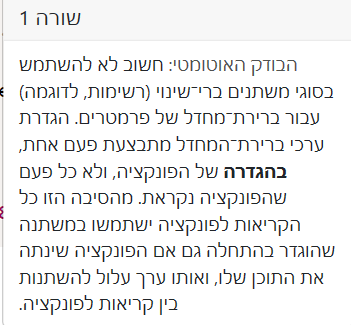 שורה 1
הבודק האוטומטי: חשוב לא להשתמש
בסוגי משתנים ברי־שינוי (רשימות, לדוגמה)
עבור ברירת־מחדל של פרמטרים. הגדרת
ערכי ברירת־המחדל מתבצעת פעם אחת,
בהגדרה של הפונקציה, ולא כל פעם
שהפונקציה נקראת. מהסיבה הזו כל
הקריאות לפונקציה ישתמשו במשתנה
שהוגדר בהתחלה גם אם הפונקציה שינתה
את התוכן שלו, ואותו ערך עלול להשתנות
בין קריאות לפונקציה.